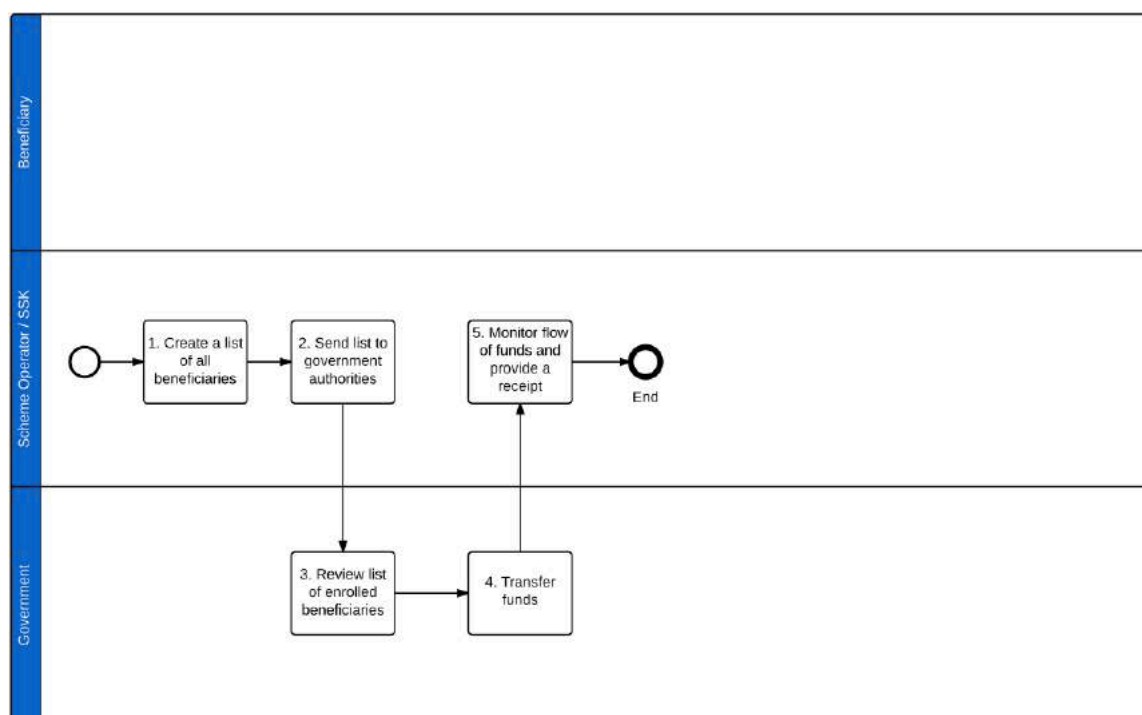 Beneficiary
Scheme Operator / SSK
1. Create a list
of all
beneficiaries
2. Send list to
government
authorities
5. Monitor flow
of funds and
provide a
receipt
End
Government
3. Review list
of enrolled
beneficiaries
4. Transfer
funds